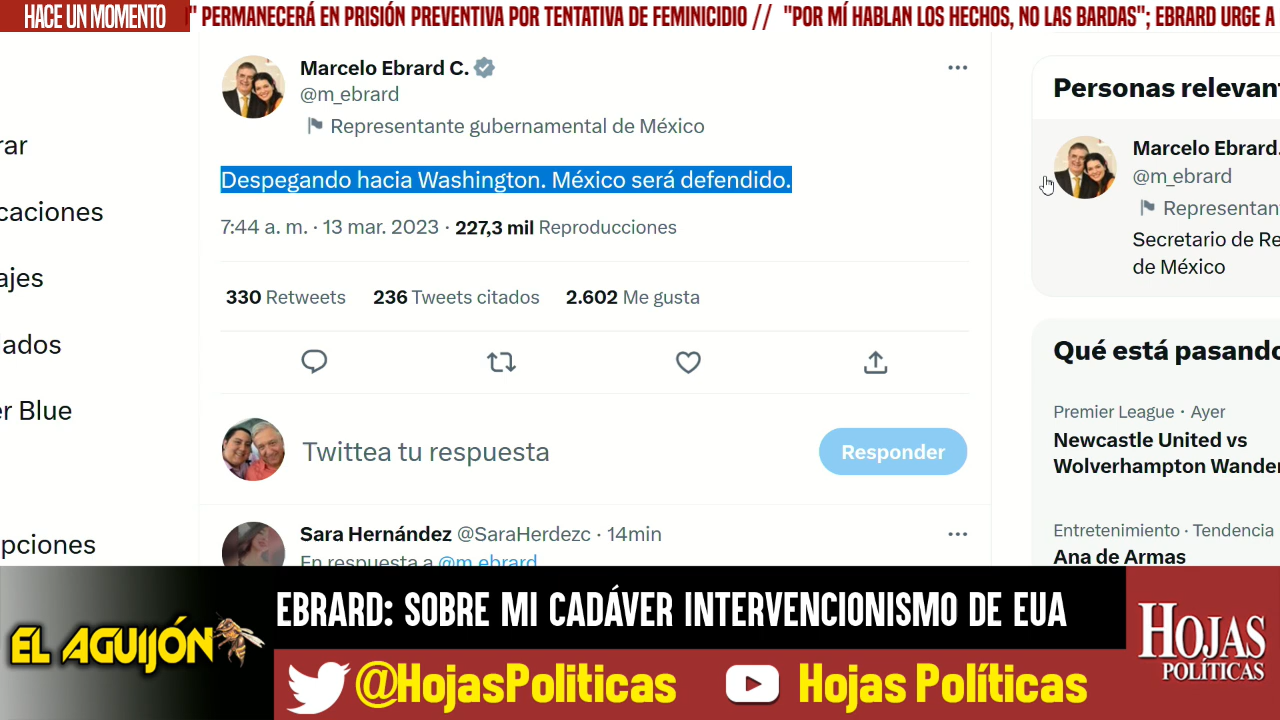 HACE UN MOMENTO
" PERMANECERÁ EN PRISIÓN PREVENTIVA POR TENTATIVA DE FEMINICIDIO // "POR MÍ HABLAN LOS HECHOS, NO LAS BARDAS"; EBRARD URGE A
Marcelo Ebrard C.
@m_ebrard
Representante gubernamental de México
Despegando hacia Washington. México será defendido.
7:44 a. m. · 13 mar. 2023 · 227,3 mil Reproducciones
330 Retweets 236 Tweets citados 2.602 Me gusta
Twittea tu respuesta
Responder
Sara Hernández @SaraHerdezc · 14min
En respuesta a @m_ebrard
rar
caciones
ajes
ados
er Blue
pciones
Personas relevant
Marcelo Ebrard.
@m_ebrard
Representan
Secretario de Re
de México
Qué está pasando
Premier League · Ayer
Newcastle United vs
Wolverhampton Wander
Entretenimiento · Tendencia
Ana de Armas
EL AGUIJÓN
EBRARD: SOBRE MI CADÁVER INTERVENCIONISMO DE EUA
@HojasPoliticas
Hojas Políticas
HOJAS
POLÍTICAS